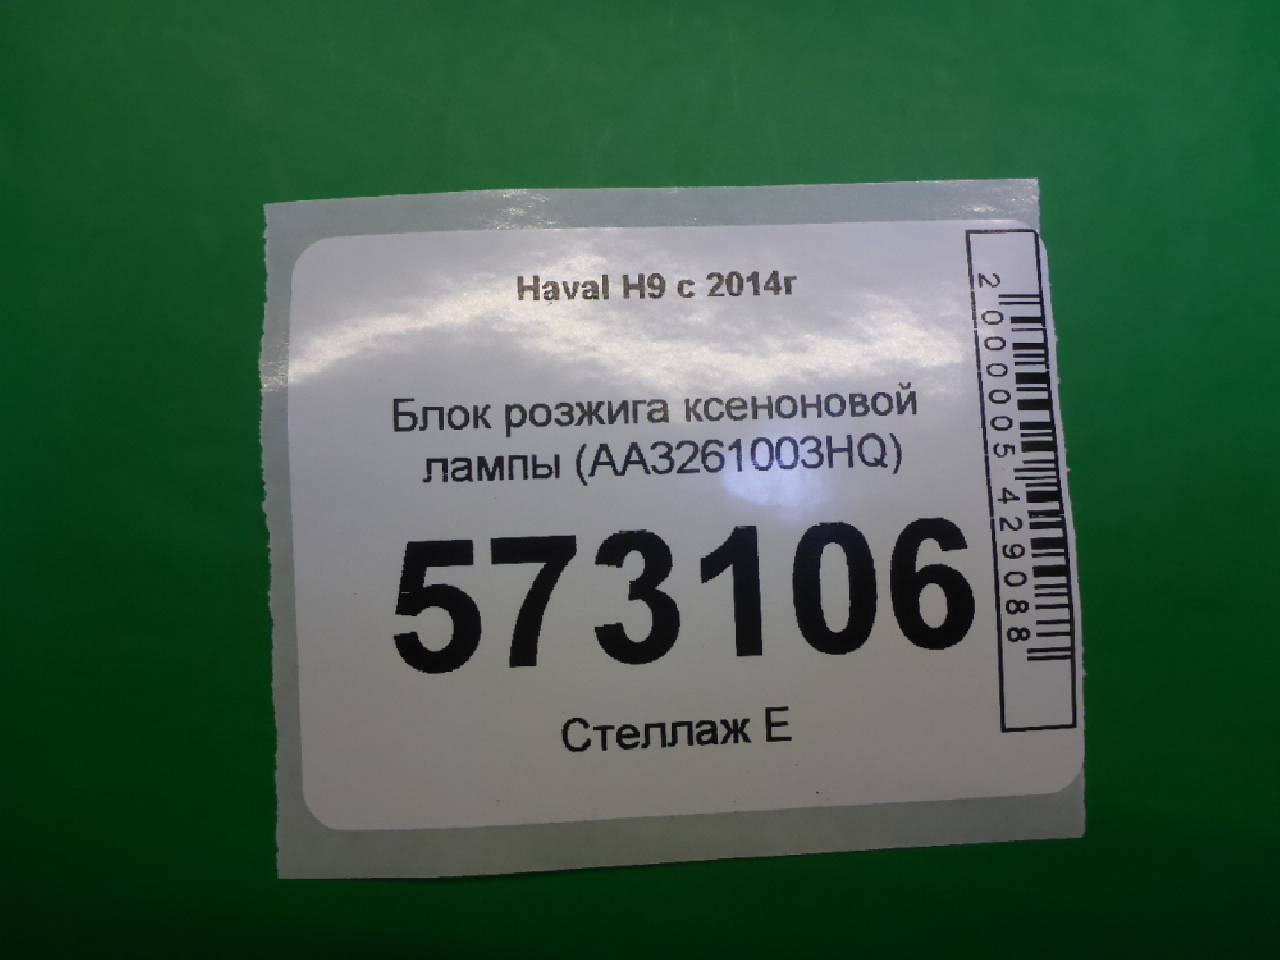 Haval H9 с 2014г
Блок розжига ксеноновой
лампы (AA3261003HQ)
573106
Стеллаж Е
2000005429088